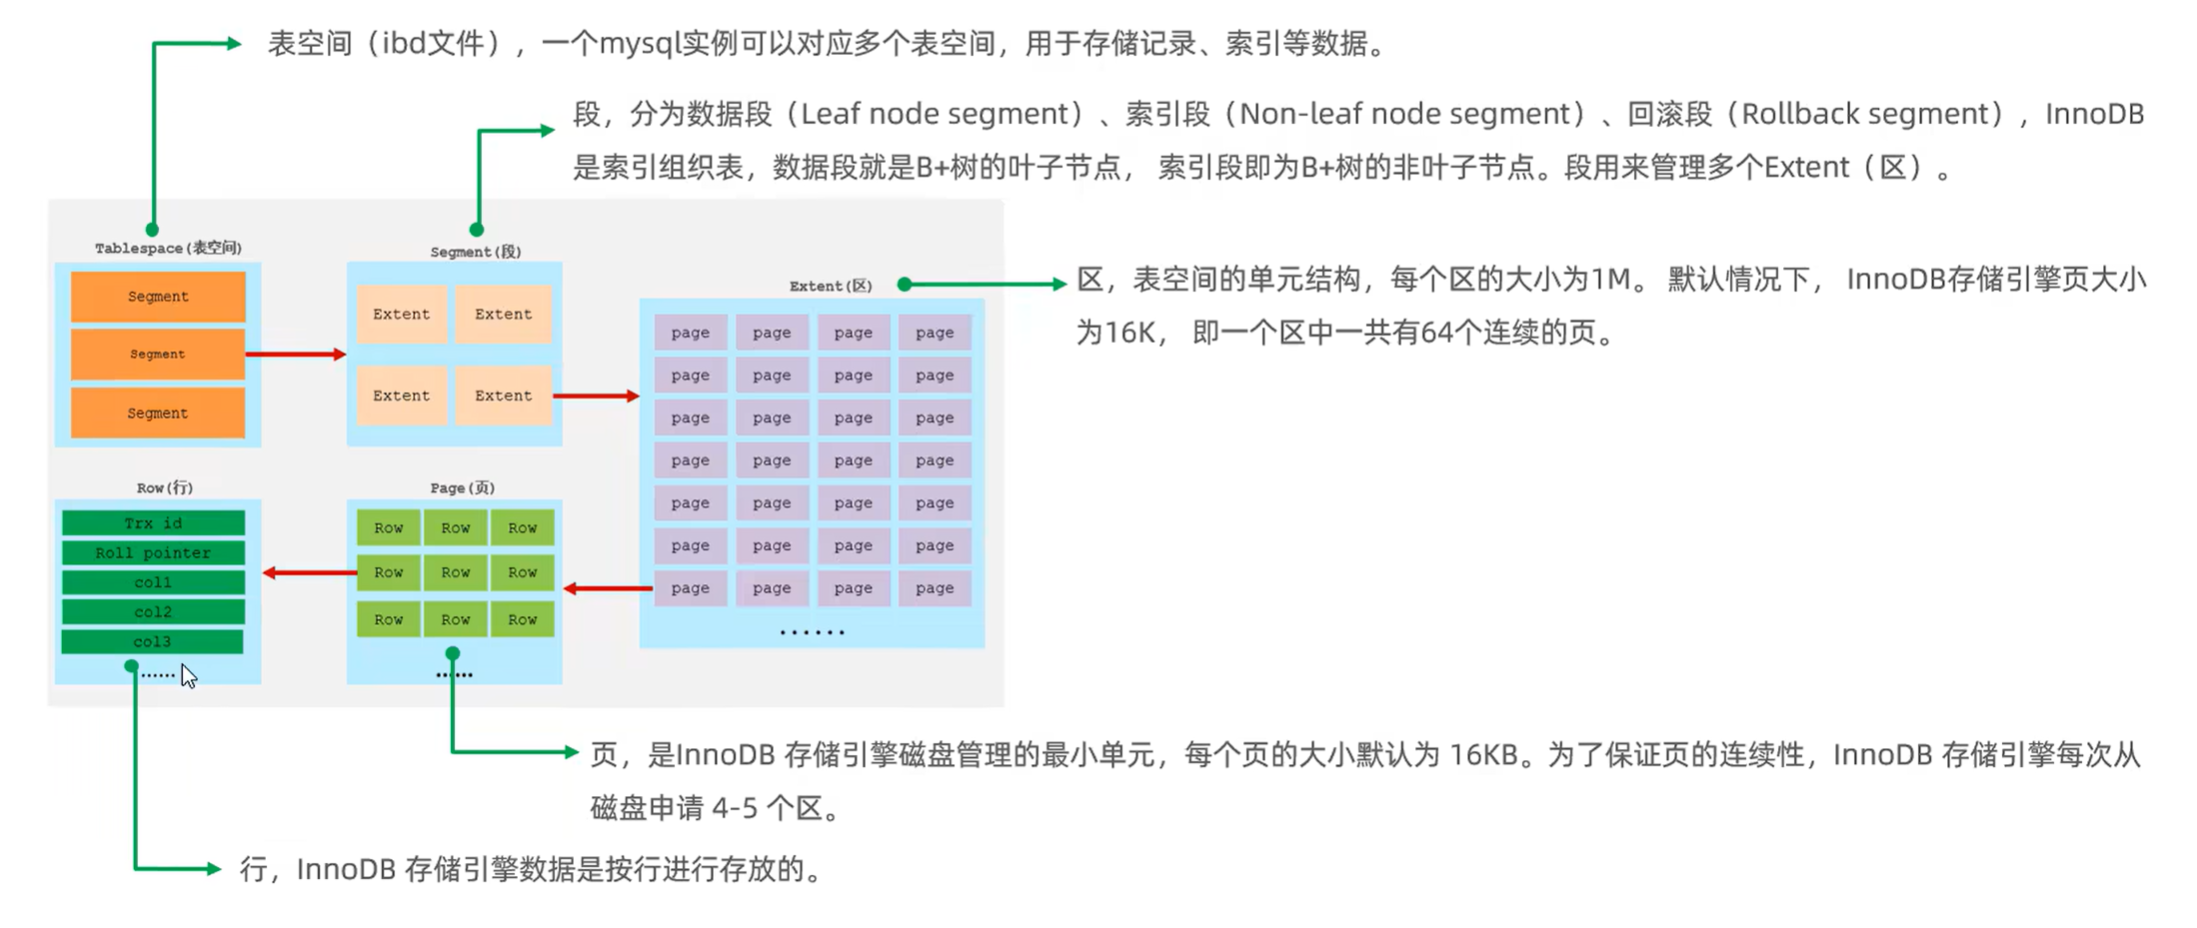 表空间（ibd文件），一个mysql实例可以对应多个表空间，用于存储记录、索引等数据。
段，分为数据段（Leaf node segment）、索引段（Non-leaf node segment）、回滚段（Rollback segment），InnoDB
是索引组织表，数据段就是B+树的叶子节点， 索引段即为B+树的非叶子节点。段用来管理多个Extent（区）。
Tablespace(表空间)
Segment
Segment
Segment
Segment(段)
Extent Extent
Extent Extent
Extent(区)
区，表空间的单元结构，每个区的大小为1M。 默认情况下， InnoDB存储引擎页大小
为16K， 即一个区中一共有64个连续的页。
page page page page
page page page page
page page page page
page page page page
page page page page
page page page page
page page page page
......
Row(行)
Trx id
Roll pointer
col1
col2
col3
......
Page(页)
Row Row Row
Row Row Row
Row Row Row
......
页，是InnoDB 存储引擎磁盘管理的最小单元，每个页的大小默认为 16KB。为了保证页的连续性，InnoDB 存储引擎每次从
磁盘申请 4-5 个区。
行，InnoDB 存储引擎数据是按行进行存放的。